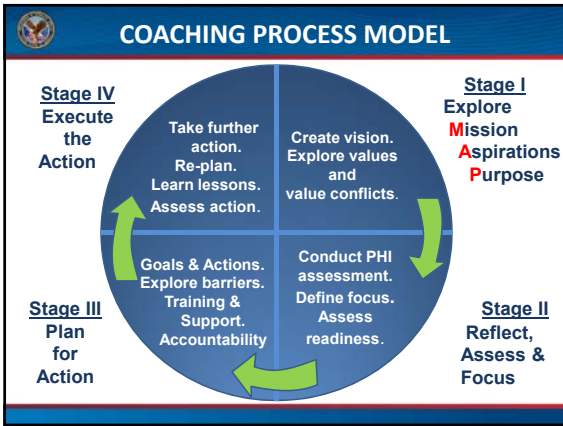 COACHING PROCESS MODEL
Stage I
Explore
Mission
Aspirations
Purpose
Create vision.
Explore values
and
value conflicts.
Stage II
Reflect,
Assess &
Focus
Conduct PHI
assessment.
Define focus.
Assess
readiness.
Stage III
Plan
for
Action
Goals & Actions.
Explore barriers.
Training &
Support.
Accountability
Stage IV
Execute
the
Action
Take further
action.
Re-plan.
Learn lessons.
Assess action.